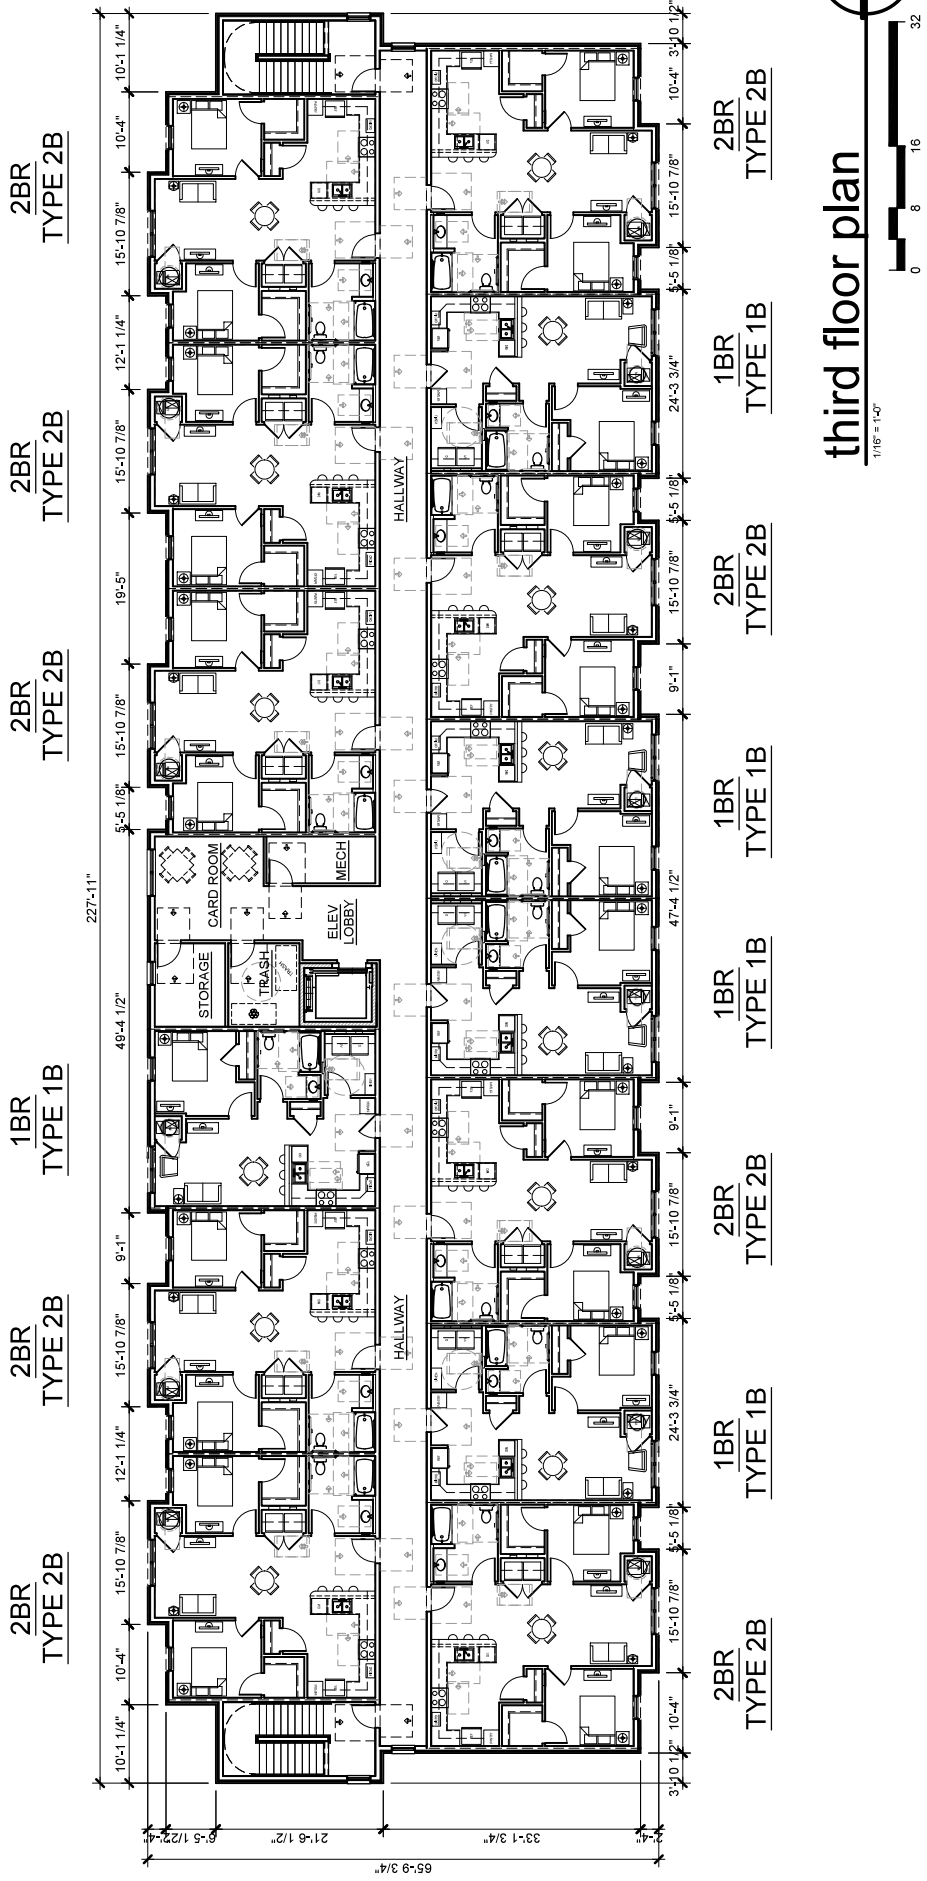 third floor plan
1/16" = 1'-0"
0
8
16
32
227'-11"
10'-1 1/4"
10'-4"
15'-10 7/8"
12'-1 1/4"
15'-10 7/8"
9'-1"
49'-4 1/2"
5'-5 1/8"
15'-10 7/8"
19'-5"
15'-10 7/8"
12'-1 1/4"
15'-10 7/8"
10'-4"
10'-1 1/4"
2BR
TYPE 2B
2BR
TYPE 2B
1BR
TYPE 1B
2BR
TYPE 2B
2BR
TYPE 2B
2BR
TYPE 2B
STORAGE
TRASH
TRASH
CARD ROOM
ELEV
LOBBY
MECH
HALLWAY
HALLWAY
3'-10 1/2"
10'-4"
15'-10 7/8"
5'-5 1/8"
24'-3 3/4"
5'-5 1/8"
15'-10 7/8"
9'-1"
47'-4 1/2"
9'-1"
15'-10 7/8"
5'-5 1/8"
24'-3 3/4"
5'-5 1/8"
15'-10 7/8"
10'-4"
3'-10 1/2"
2BR
TYPE 2B
1BR
TYPE 1B
2BR
TYPE 2B
1BR
TYPE 1B
1BR
TYPE 1B
2BR
TYPE 2B
1BR
TYPE 1B
2BR
TYPE 2B
2'-4"
6'-5 1/2"
21'-6 1/2"
33'-1 3/4"
2'-4"
65'-9 3/4"